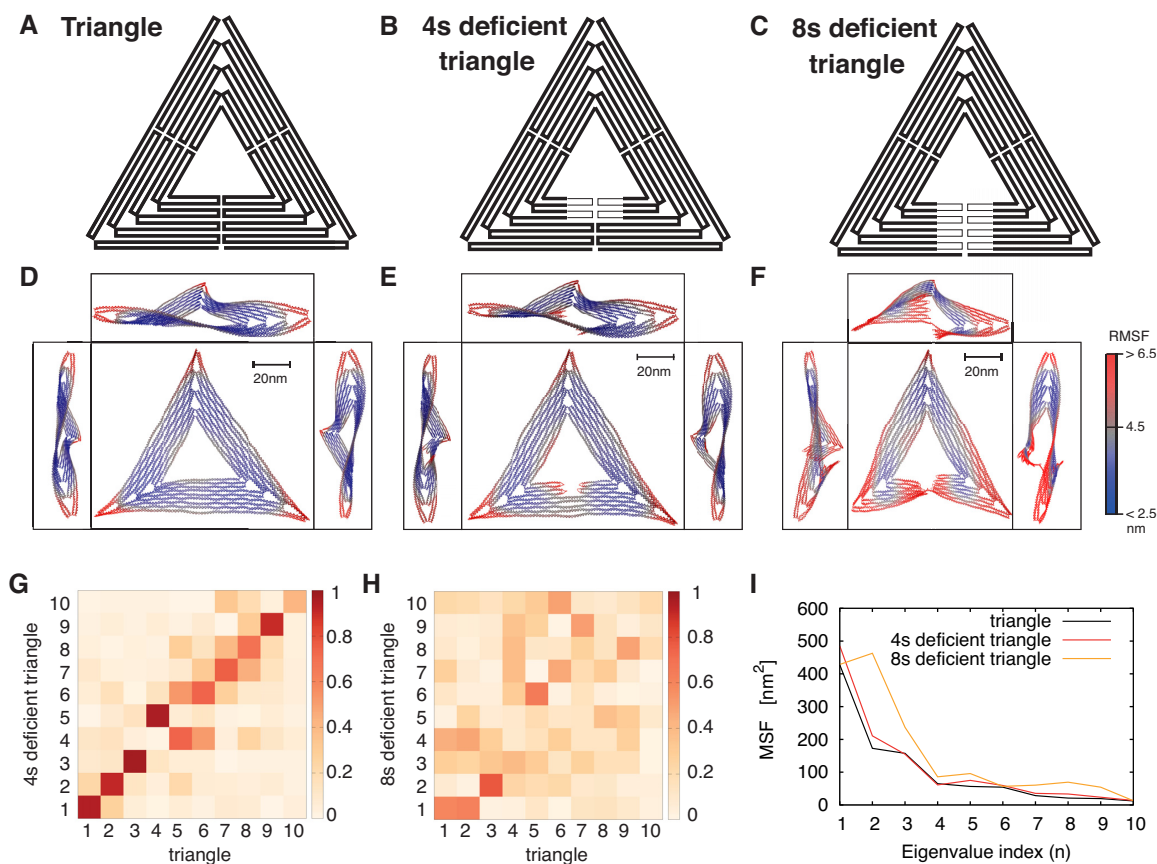 A Triangle
B 4s deficient triangle
C 8s deficient triangle
D
20nm
E
20nm
F
20nm
RMSF
> 6.5
4.5
< 2.5
nm
G
4s deficient triangle
10
9
8
7
6
5
4
3
2
1
1 2 3 4 5 6 7 8 9 10
triangle
1
0.8
0.6
0.4
0.2
0
H
8s deficient triangle
10
9
8
7
6
5
4
3
2
1
1 2 3 4 5 6 7 8 9 10
triangle
1
0.8
0.6
0.4
0.2
0
I
MSF [nm²]
600
500
400
300
200
100
0
triangle
4s deficient triangle
8s deficient triangle
1 2 3 4 5 6 7 8 9 10
Eigenvalue index (n)